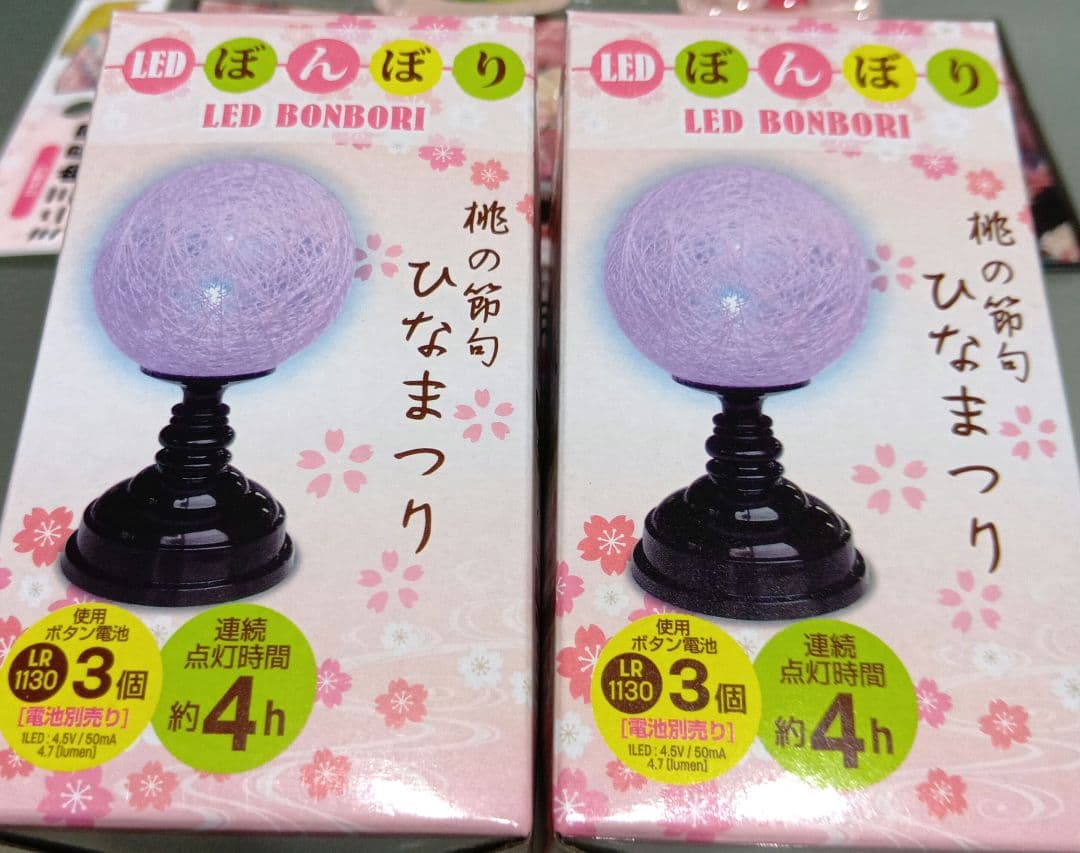 LED ぼんぼり
LED BONBORI
桃の節句
ひなまつり
使用
ボタン電池
LR
1130
3個
[電池別売り]
1LED : 4.5V / 50mA
4.7 [lumen]
連続
点灯時間
約4h
LED ぼんぼり
LED BONBORI
桃の節句
ひなまつり
使用
ボタン電池
LR
1130
3個
[電池別売り]
1LED : 4.5V / 50mA
4.7 [lumen]
連続
点灯時間
約4h